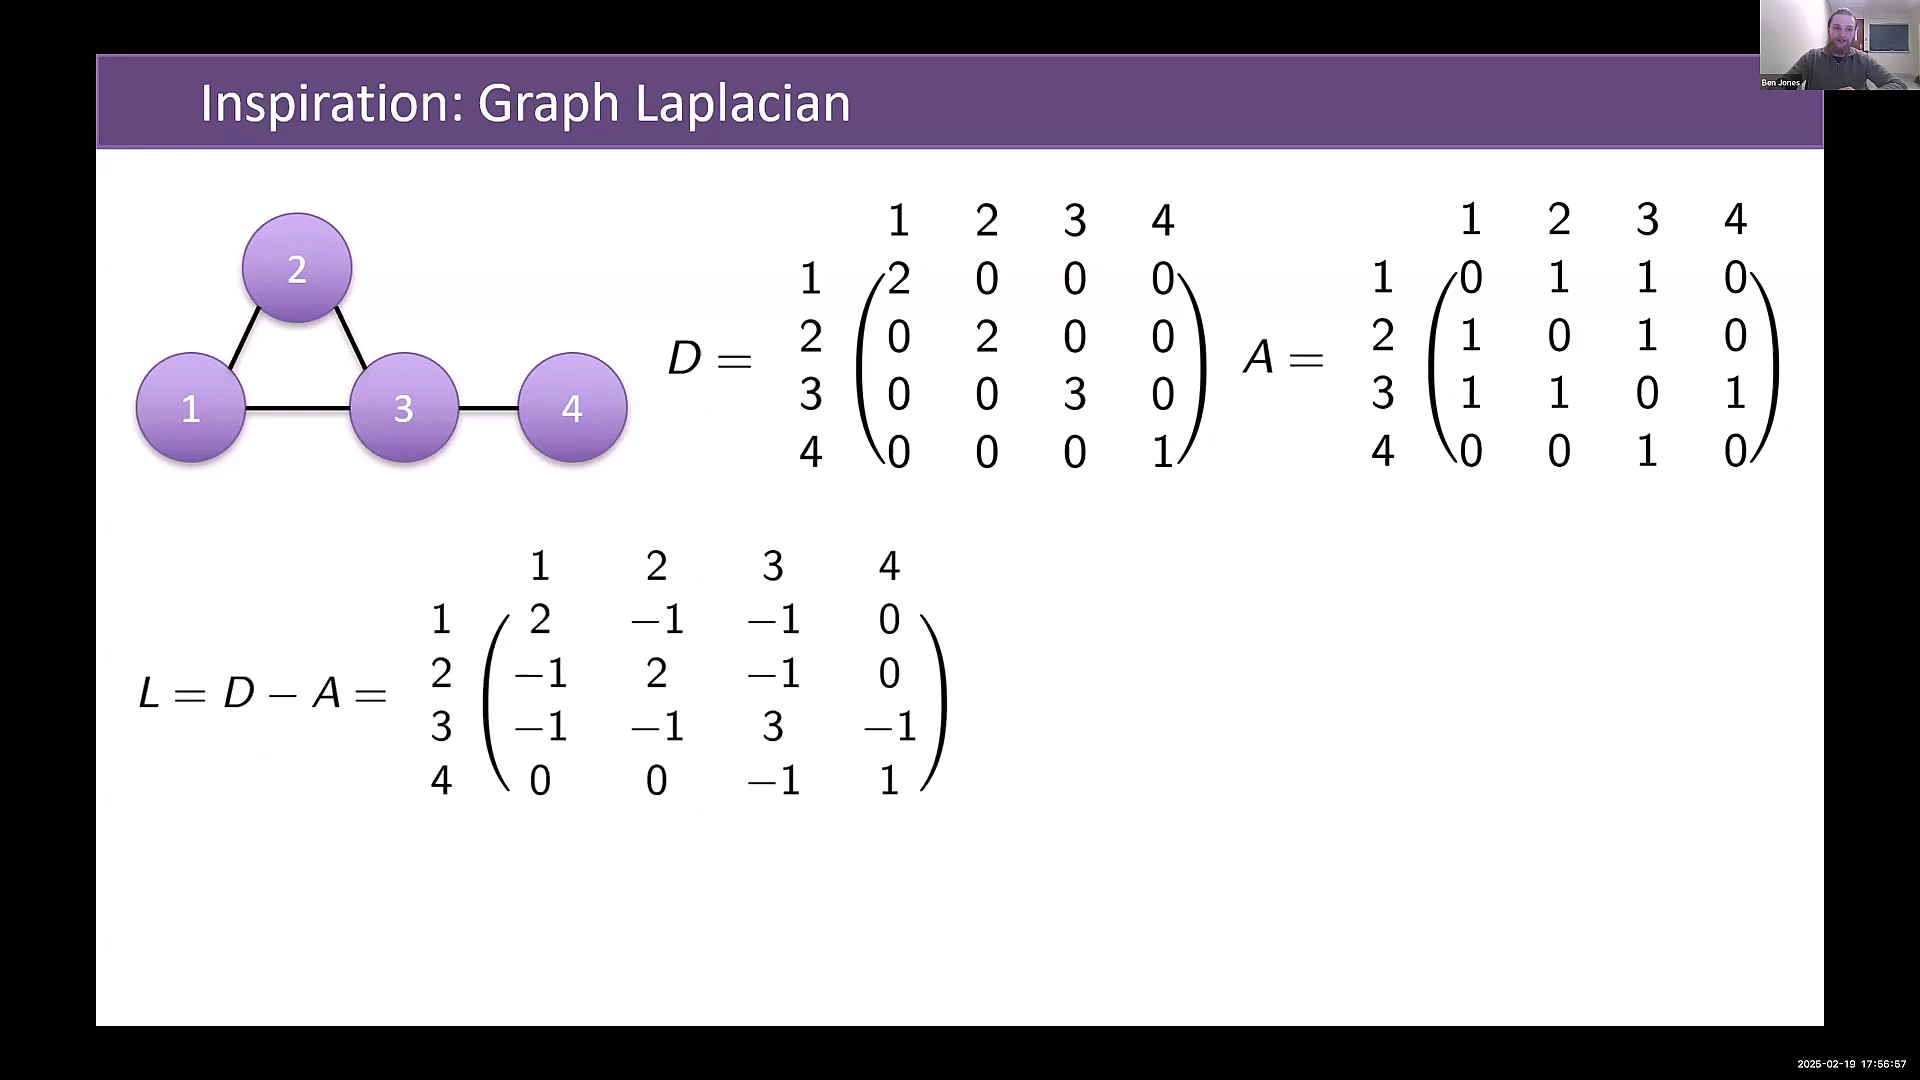 Ben Jones
Inspiration: Graph Laplacian
2
1 3 4
1 2 3 4
1 2 0 0 0
D = 2 0 2 0 0
3 0 0 3 0
4 0 0 0 1
1 2 3 4
1 0 1 1 0
A = 2 1 0 1 0
3 1 1 0 1
4 0 0 1 0
1 2 3 4
1 2 −1 −1 0
L = D − A = 2 −1 2 −1 0
3 −1 −1 3 −1
4 0 0 −1 1
2025-02-19 17:56:57